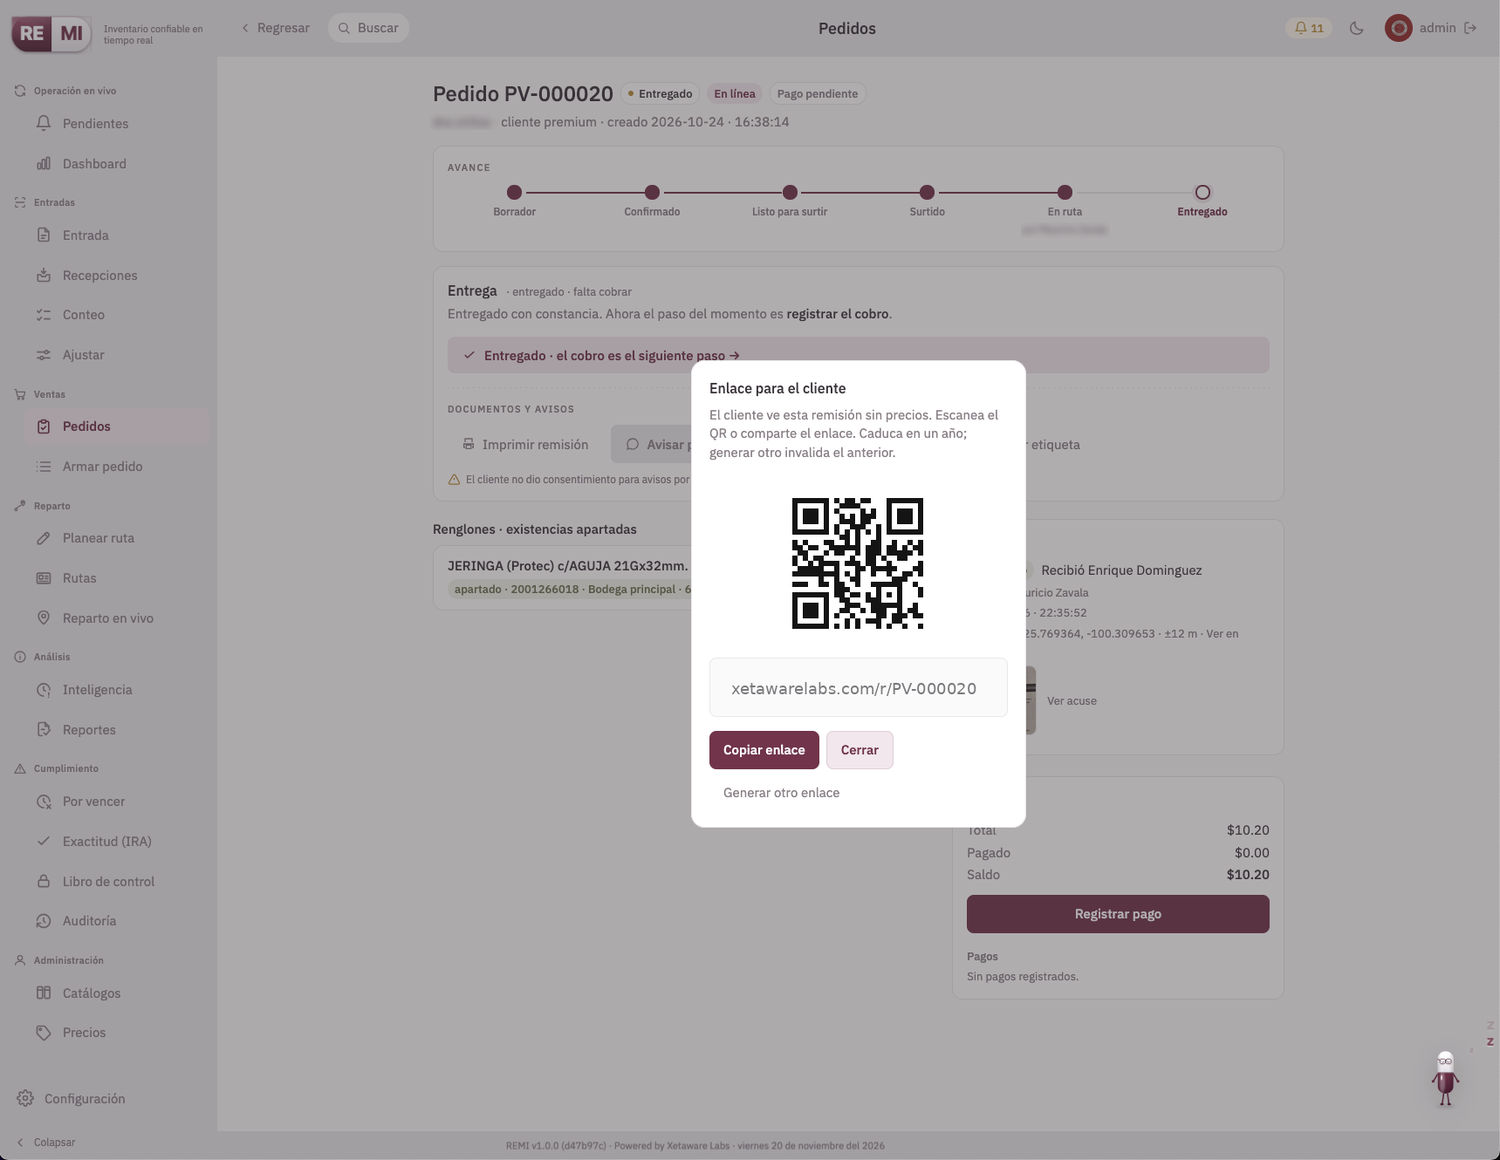 RE MI
Inventario confiable en
tiempo real
Regresar
Buscar
Pedidos
11
admin
Operación en vivo
Pendientes
Dashboard
Entradas
Entrada
Recepciones
Conteo
Ajustar
Ventas
Pedidos
Armar pedido
Reparto
Planear ruta
Rutas
Reparto en vivo
Análisis
Inteligencia
Reportes
Cumplimiento
Por vencer
Exactitud (IRA)
Libro de control
Auditoría
Administración
Catálogos
Precios
Configuración
Colapsar
Pedido PV-000020
Entregado
En línea
Pago pendiente
cliente premium · creado 2026-10-24 · 16:38:14
AVANCE
Borrador
Confirmado
Listo para surtir
Surtido
En ruta
Entregado
Entrega · entregado · falta cobrar
Entregado con constancia. Ahora el paso del momento es registrar el cobro.
Entregado · el cobro es el siguiente paso →
DOCUMENTOS Y AVISOS
Imprimir remisión
Avisar
etiqueta
El cliente no dio consentimiento para avisos por
Renglones · existencias apartadas
JERINGA (Protec) c/AGUJA 21Gx32mm.
apartado · 2001266018 · Bodega principal · 6
Enlace para el cliente
El cliente ve esta remisión sin precios. Escanea el
QR o comparte el enlace. Caduca en un año;
generar otro invalida el anterior.
xetawarelabs.com/r/PV-000020
Copiar enlace
Cerrar
Generar otro enlace
Recibió Enrique Dominguez
uricio Zavala
6 · 22:35:52
25.769364, -100.309653 · ±12 m · Ver en
Ver acuse
Total $10.20
Pagado $0.00
Saldo $10.20
Registrar pago
Pagos
Sin pagos registrados.
z
z
REMI v1.0.0 (d47b97c) · Powered by Xetaware Labs · viernes 20 de noviembre del 2026